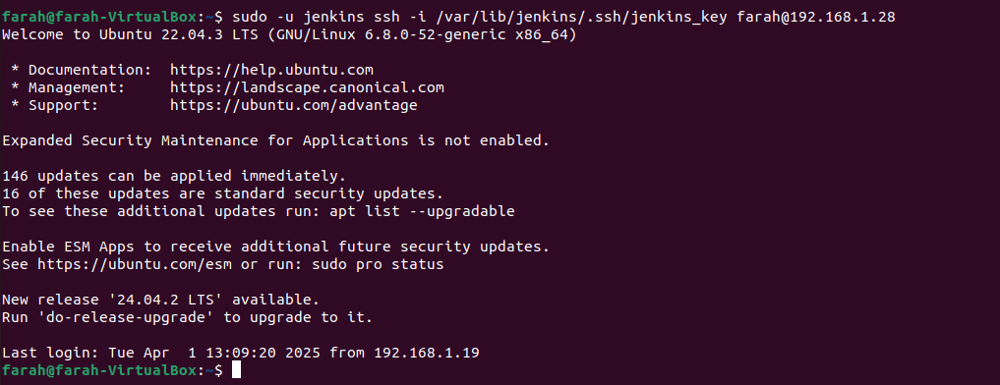 farah@farah-VirtualBox:~$ sudo -u jenkins ssh -i /var/lib/jenkins/.ssh/jenkins_key farah@192.168.1.28
Welcome to Ubuntu 22.04.3 LTS (GNU/Linux 6.8.0-52-generic x86_64)
* Documentation:  https://help.ubuntu.com
* Management:     https://landscape.canonical.com
* Support:        https://ubuntu.com/advantage
Expanded Security Maintenance for Applications is not enabled.
146 updates can be applied immediately.
16 of these updates are standard security updates.
To see these additional updates run: apt list --upgradable
Enable ESM Apps to receive additional future security updates.
See https://ubuntu.com/esm or run: sudo pro status
New release '24.04.2 LTS' available.
Run 'do-release-upgrade' to upgrade to it.
Last login: Tue Apr  1 13:09:20 2025 from 192.168.1.19
farah@farah-VirtualBox:~$